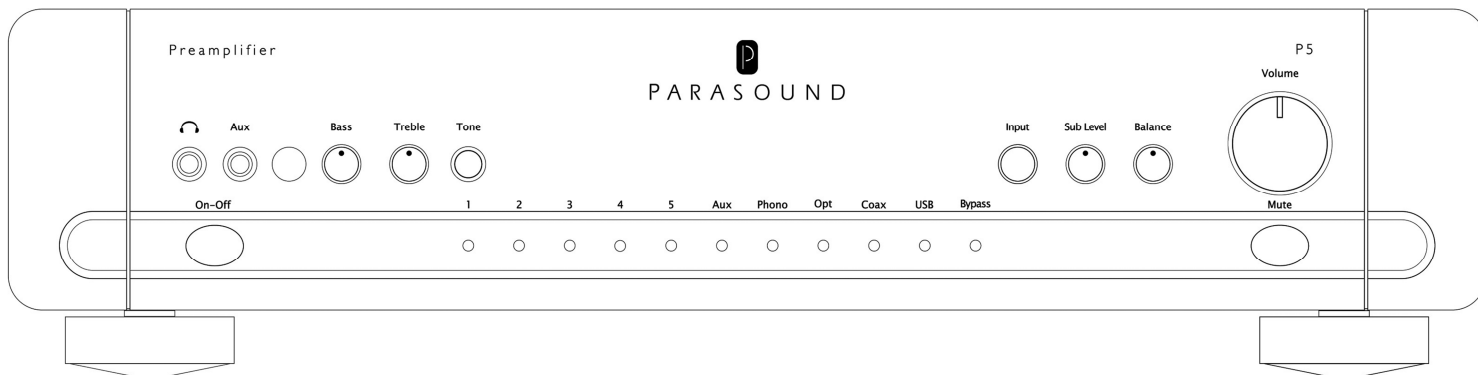 Preamplifier
P5
PARASOUND
Volume
Aux Bass Treble Tone Input Sub Level Balance
On-Off 1 2 3 4 5 Aux Phono Opt Coax USB Bypass Mute